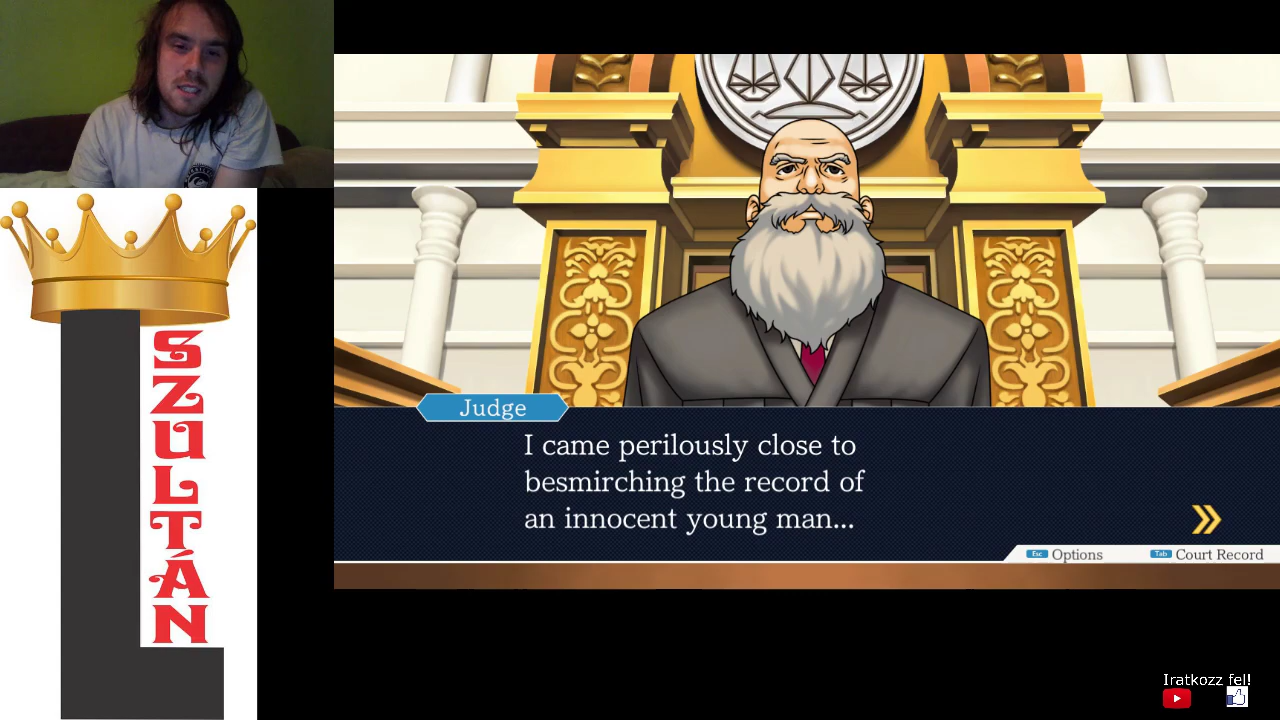 L
SZULTÁN
Judge
I came perilously close to
besmirching the record of
an innocent young man...
Esc Options
Tab Court Record
Iratkozz fel!